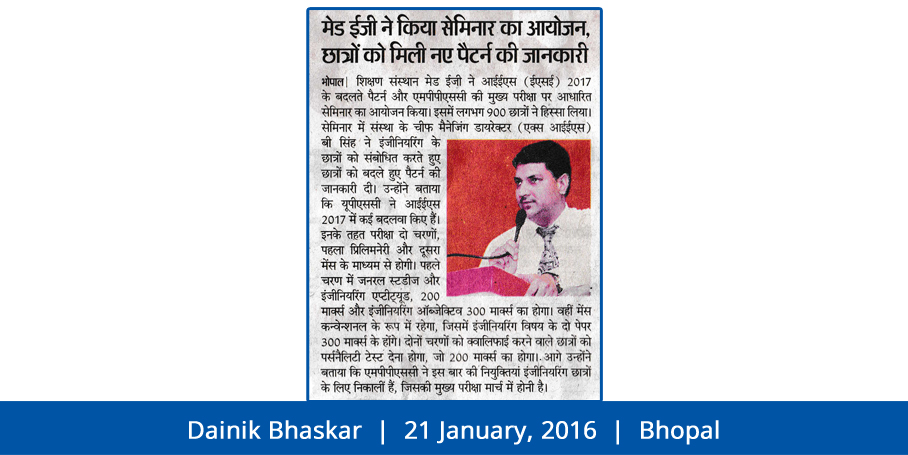 मेड ईजी ने किया सेमिनार का आयोजन,
छात्रों को मिली नए पैटर्न की जानकारी
भोपाल| शिक्षण संस्थान मेड ईजी ने आईईएस (ईएसई) 2017
के बदलते पैटर्न और एमपीपीएससी की मुख्य परीक्षा पर आधारित
सेमिनार का आयोजन किया। इसमें लगभग 900 छात्रों ने हिस्सा लिया।
सेमिनार में संस्था के चीफ मैनेजिंग डायरेक्टर (एक्स आईईएस)
बी सिंह ने इंजीनियरिंग के
छात्रों को संबोधित करते हुए
छात्रों को बदले हुए पैटर्न की
जानकारी दी। उन्होंने बताया
कि यूपीएससी ने आईईएस
2017 में कई बदलवा किए हैं।
इनके तहत परीक्षा दो चरणों,
पहला प्रिलिमनेरी और दूसरा
मेंस के माध्यम से होगी। पहले
चरण में जनरल स्टडीज और
इंजीनियरिंग एप्टीट्यूड, 200
मार्क्स और इंजीनियरिंग ऑब्जेक्टिव 300 मार्क्स का होगा। वहीं मेंस
कन्वेन्शनल के रूप में रहेगा, जिसमें इंजीनियरिंग विषय के दो पेपर
300 मार्क्स के होंगे। दोनों चरणों को क्वालिफाई करने वाले छात्रों को
पर्सनैलिटी टेस्ट देना होगा, जो 200 मार्क्स का होगा। आगे उन्होंने
बताया कि एमपीपीएससी ने इस बार की नियुक्तियां इंजीनियरिंग छात्रों
के लिए निकालीं हैं, जिसकी मुख्य परीक्षा मार्च में होनी है।
Dainik Bhaskar | 21 January, 2016 | Bhopal